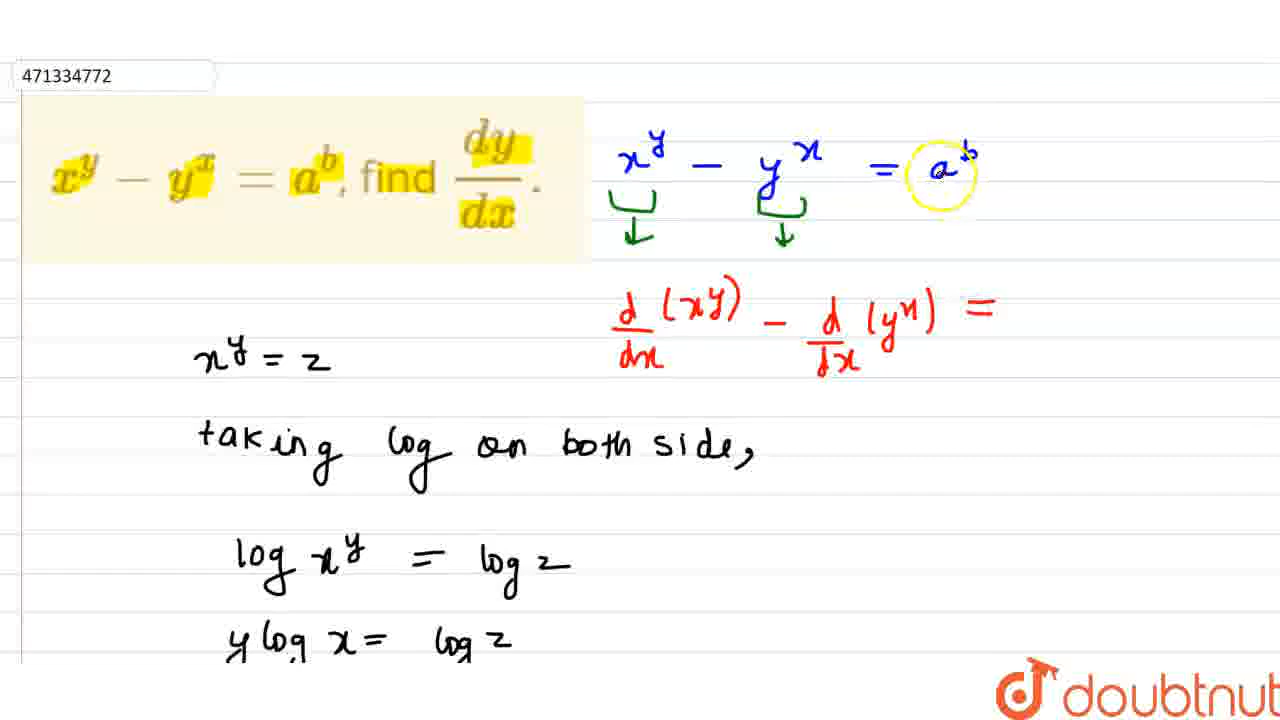 471334772
x^y − y^x = a^b, find dy/dx.
x^y − y^x = a^b
d/dx (x^y) − d/dx (y^x) =
x^y = z
taking log on both side,
log x^y = log z
y log x = log z
doubtnut